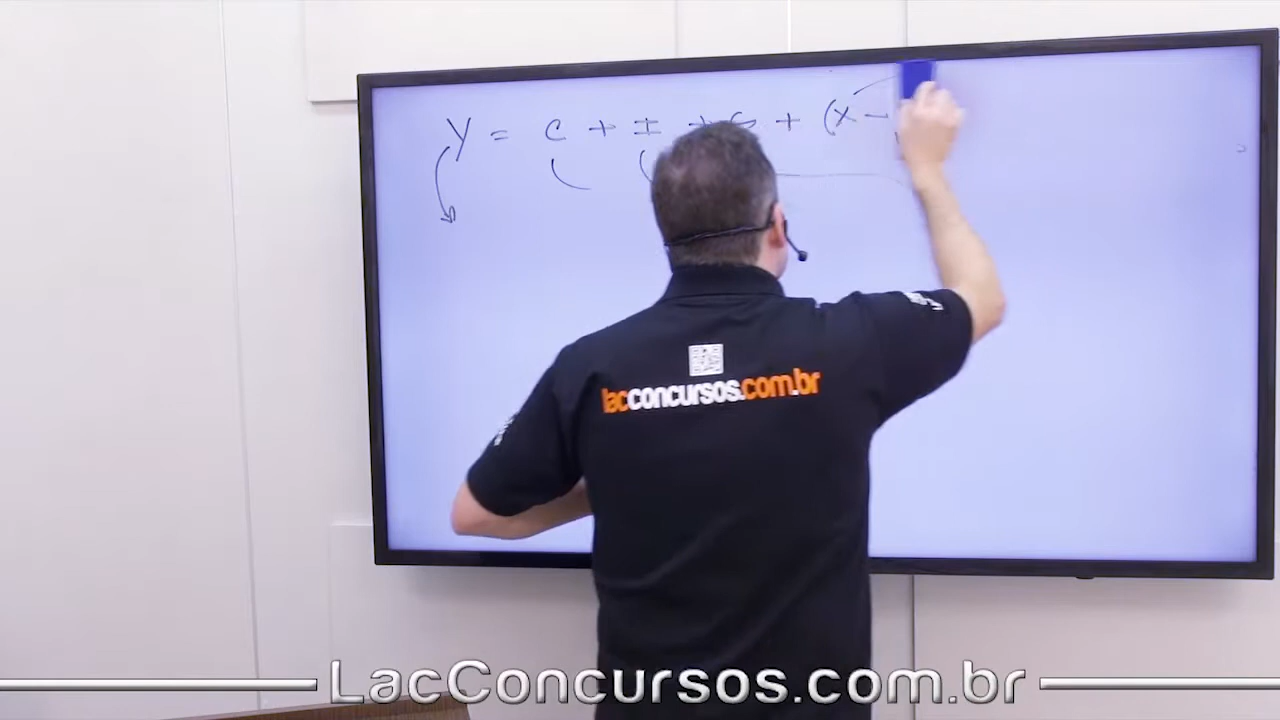 Y = C + I + G + (X -
lacconcursos.com.br
LacConcursos.com.br